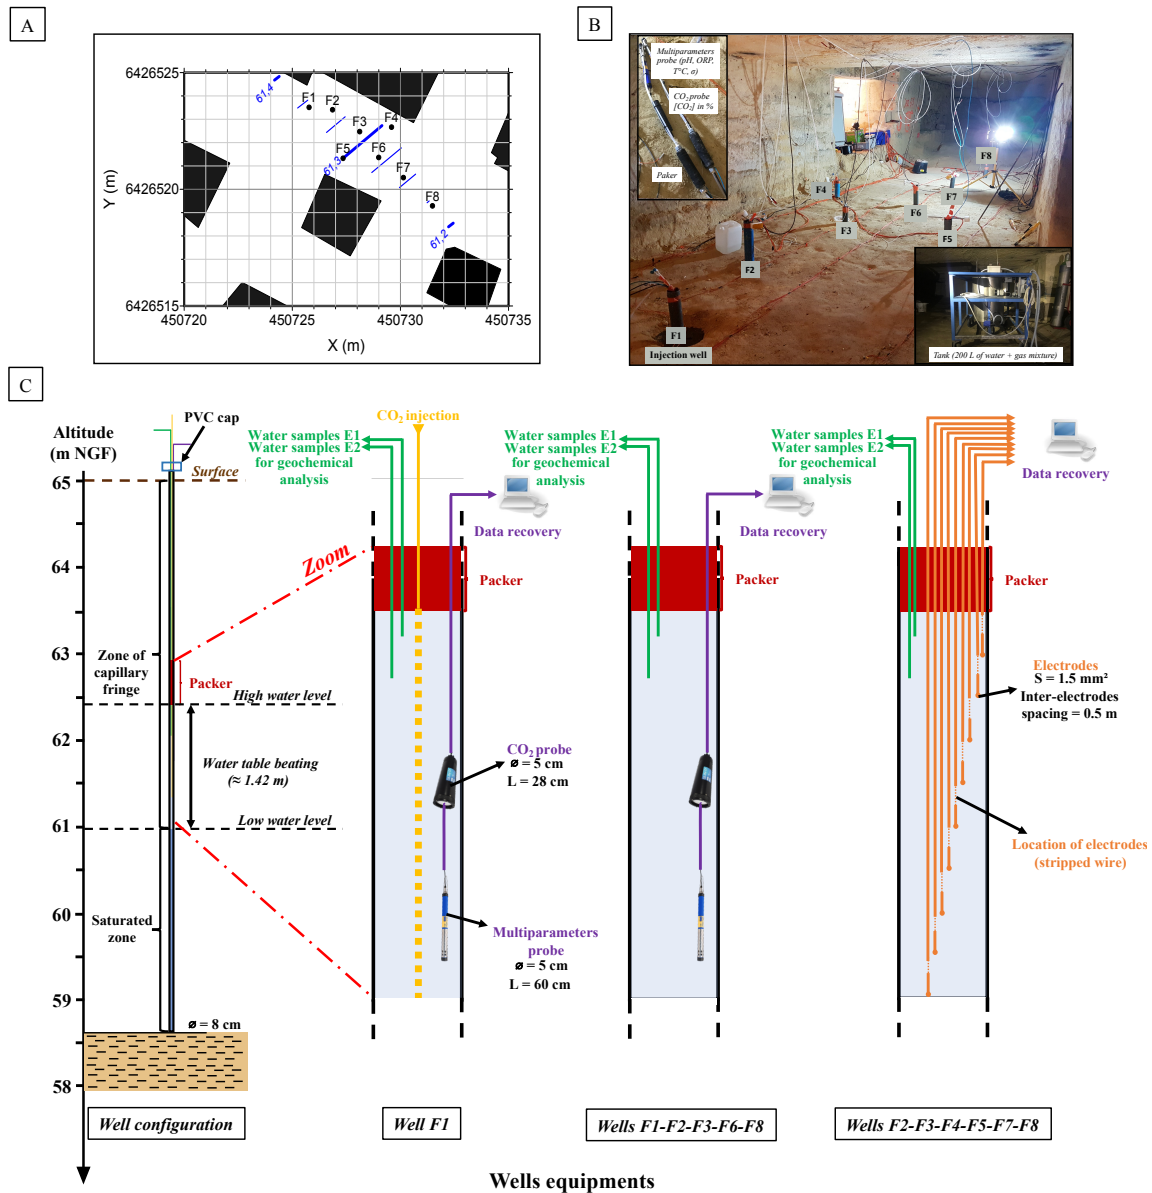 A
6426525
6426520
6426515
Y (m)
450720
450725
450730
450735
X (m)
61,4
61,3
61,2
F1
F2
F3
F4
F5
F6
F7
F8
B
Multiparameters
probe (pH, ORP,
T°C, σ)
CO₂ probe
[CO₂] in %
Paker
F8
F4
F7
F6
F3
F5
F2
F1
Injection well
Tank (200 L of water + gas mixture)
C
Altitude
(m NGF)
PVC cap
Surface
65
64
63
62
61
60
59
58
Zone of
capillary
fringe
Packer
High water level
Water table beating
(≈ 1.42 m)
Low water level
Saturated
zone
ø = 8 cm
Zoom
Well configuration
CO₂ injection
Water samples E1
Water samples E2
for geochemical
analysis
Data recovery
Packer
CO₂ probe
ø = 5 cm
L = 28 cm
Multiparameters
probe
ø = 5 cm
L = 60 cm
Well F1
Water samples E1
Water samples E2
for geochemical
analysis
Data recovery
Packer
Wells F1-F2-F3-F6-F8
Water samples E1
Water samples E2
for geochemical
analysis
Data recovery
Packer
Electrodes
S = 1.5 mm²
Inter-electrodes
spacing = 0.5 m
Location of electrodes
(stripped wire)
Wells F2-F3-F4-F5-F7-F8
Wells equipments